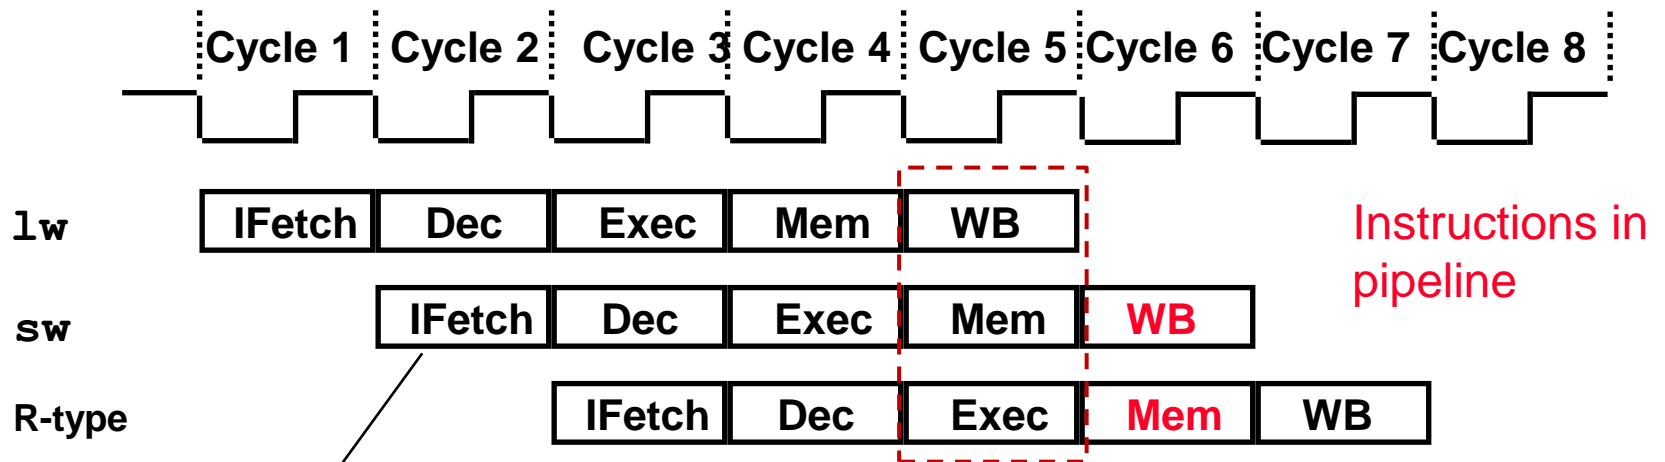 Cycle 1 Cycle 2 Cycle 3 Cycle 4 Cycle 5 Cycle 6 Cycle 7 Cycle 8
lw IFetch Dec Exec Mem WB
Instructions in
pipeline
sw IFetch Dec Exec Mem WB
R-type IFetch Dec Exec Mem WB